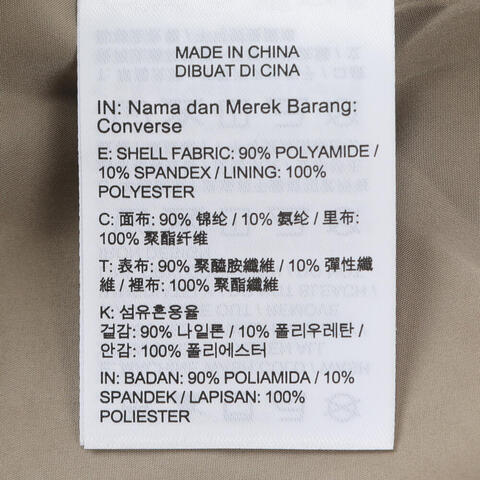 MADE IN CHINA
DIBUAT DI CINA
IN: Nama dan Merek Barang:
Converse
E: SHELL FABRIC: 90% POLYAMIDE /
10% SPANDEX / LINING: 100%
POLYESTER
C: 面布: 90% 锦纶 / 10% 氨纶 / 里布:
100% 聚酯纤维
T: 表布: 90% 聚醯胺纖維 / 10% 彈性纖
維 / 裡布: 100% 聚酯纖維
K: 섬유혼용율
겉감: 90% 나일론 / 10% 폴리우레탄 /
안감: 100% 폴리에스터
IN: BADAN: 90% POLIAMIDA / 10%
SPANDEK / LAPISAN: 100%
POLIESTER